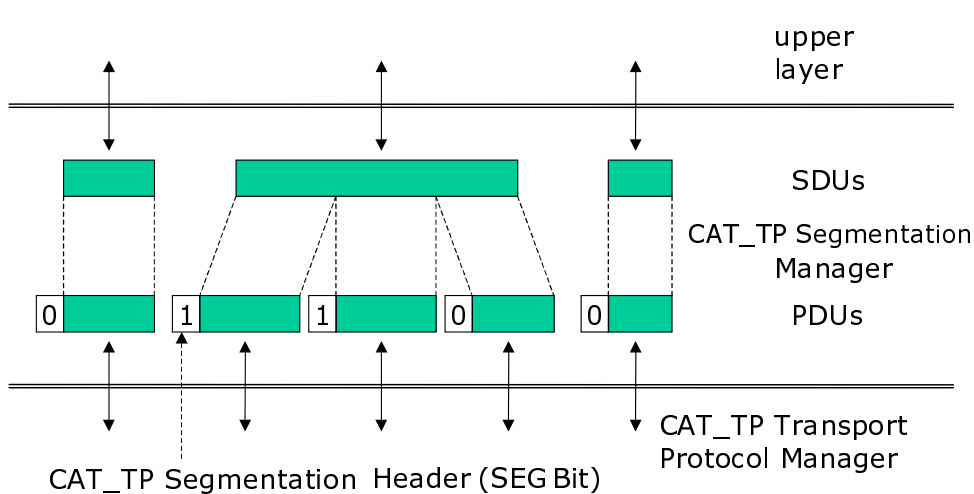 upper
layer
SDUs
CAT_TP Segmentation
Manager
0 1 1 0 0 PDUs
CAT_TP Transport
Protocol Manager
CAT_TP Segmentation Header (SEG Bit)